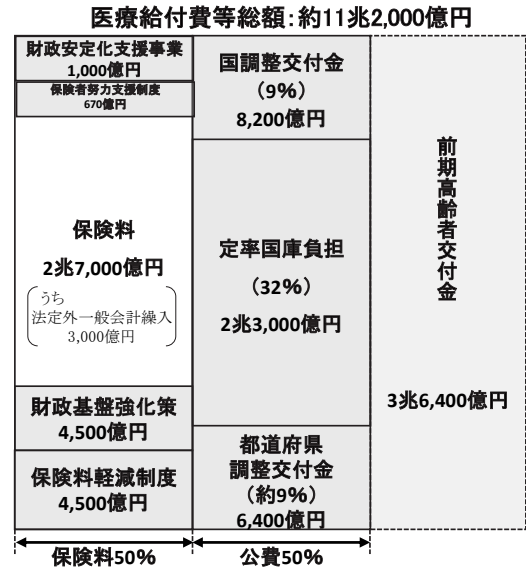 医療給付費等総額：約11兆2,000億円
財政安定化支援事業
1,000億円
保険者努力支援制度
670億円
保険料
2兆7,000億円
うち
法定外一般会計繰入
3,000億円
財政基盤強化策
4,500億円
保険料軽減制度
4,500億円
国調整交付金
（9％）
8,200億円
定率国庫負担
（32％）
2兆3,000億円
都道府県
調整交付金
（約9％）
6,400億円
前期高齢者交付金
3兆6,400億円
保険料50％
公費50％